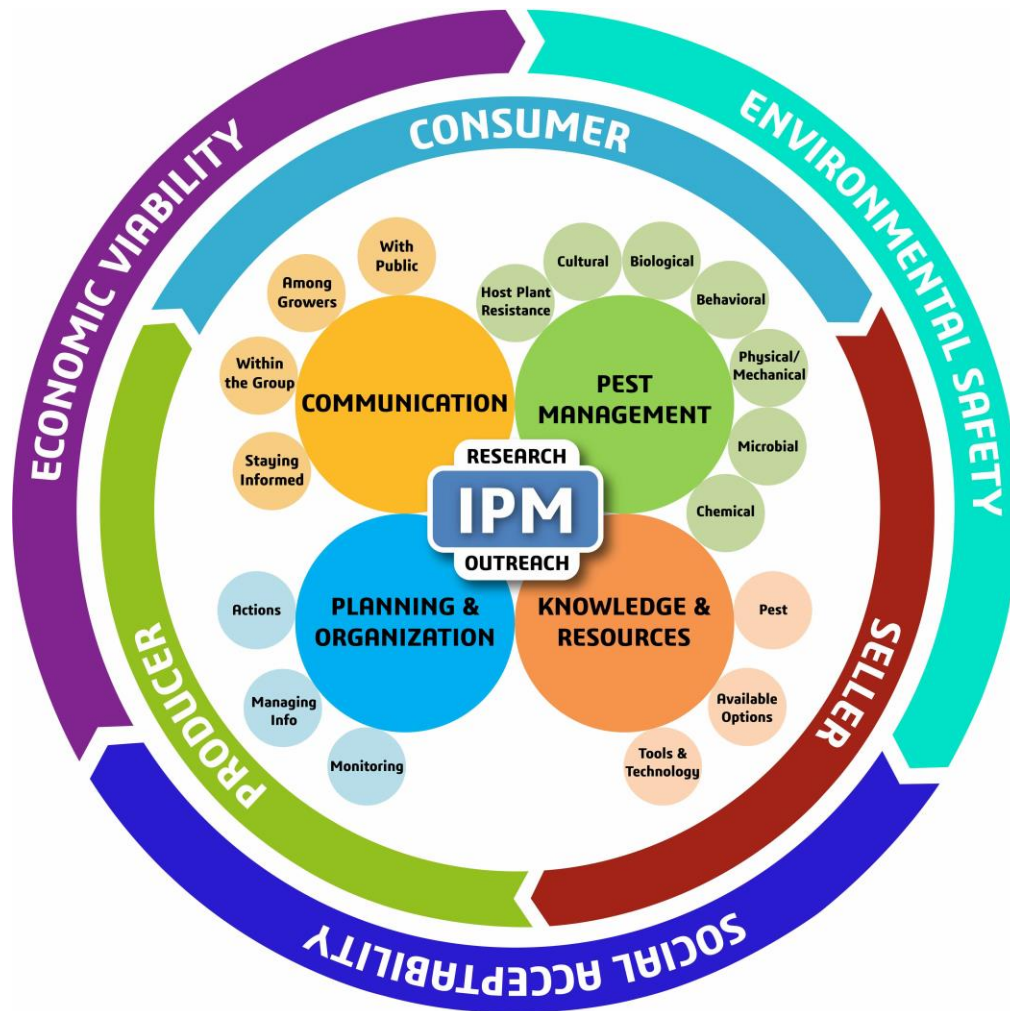 ECONOMIC VIABILITY
ENVIRONMENTAL SAFETY
SOCIAL ACCEPTABILITY
CONSUMER
SELLER
PRODUCER
COMMUNICATION
With
Public
Among
Growers
Within
the Group
Staying
Informed
PEST
MANAGEMENT
Host Plant
Resistance
Cultural
Biological
Behavioral
Physical/
Mechanical
Microbial
Chemical
RESEARCH
IPM
OUTREACH
PLANNING &
ORGANIZATION
Actions
Managing
Info
Monitoring
KNOWLEDGE &
RESOURCES
Pest
Available
Options
Tools &
Technology